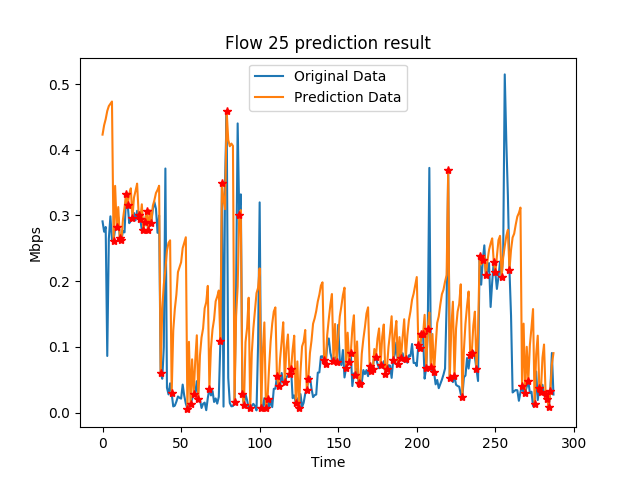 Flow 25 prediction result
Original Data
Prediction Data
0.5
0.4
0.3
0.2
0.1
0.0
Mbps
0 50 100 150 200 250 300
Time